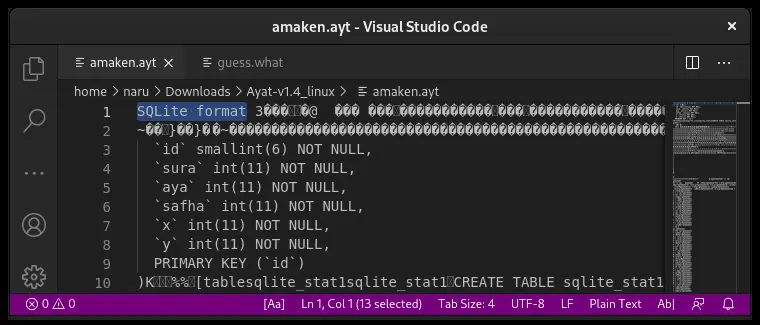 amaken.ayt - Visual Studio Code
amaken.ayt
guess.what
home > naru > Downloads > Ayat-v1.4_linux > amaken.ayt
1 SQLite format 3������@ ��� ���
2 ~���}��}��~���
3 `id` smallint(6) NOT NULL,
4 `sura` int(11) NOT NULL,
5 `aya` int(11) NOT NULL,
6 `safha` int(11) NOT NULL,
7 `x` int(11) NOT NULL,
8 `y` int(11) NOT NULL,
9 PRIMARY KEY (`id`)
10 )K %% [tablesqlite_stat1sqlite_stat1 CREATE TABLE sqlite_stat1
0 0 [Aa] Ln 1, Col 1 (13 selected) Tab Size: 4 UTF-8 LF Plain Text Ab|